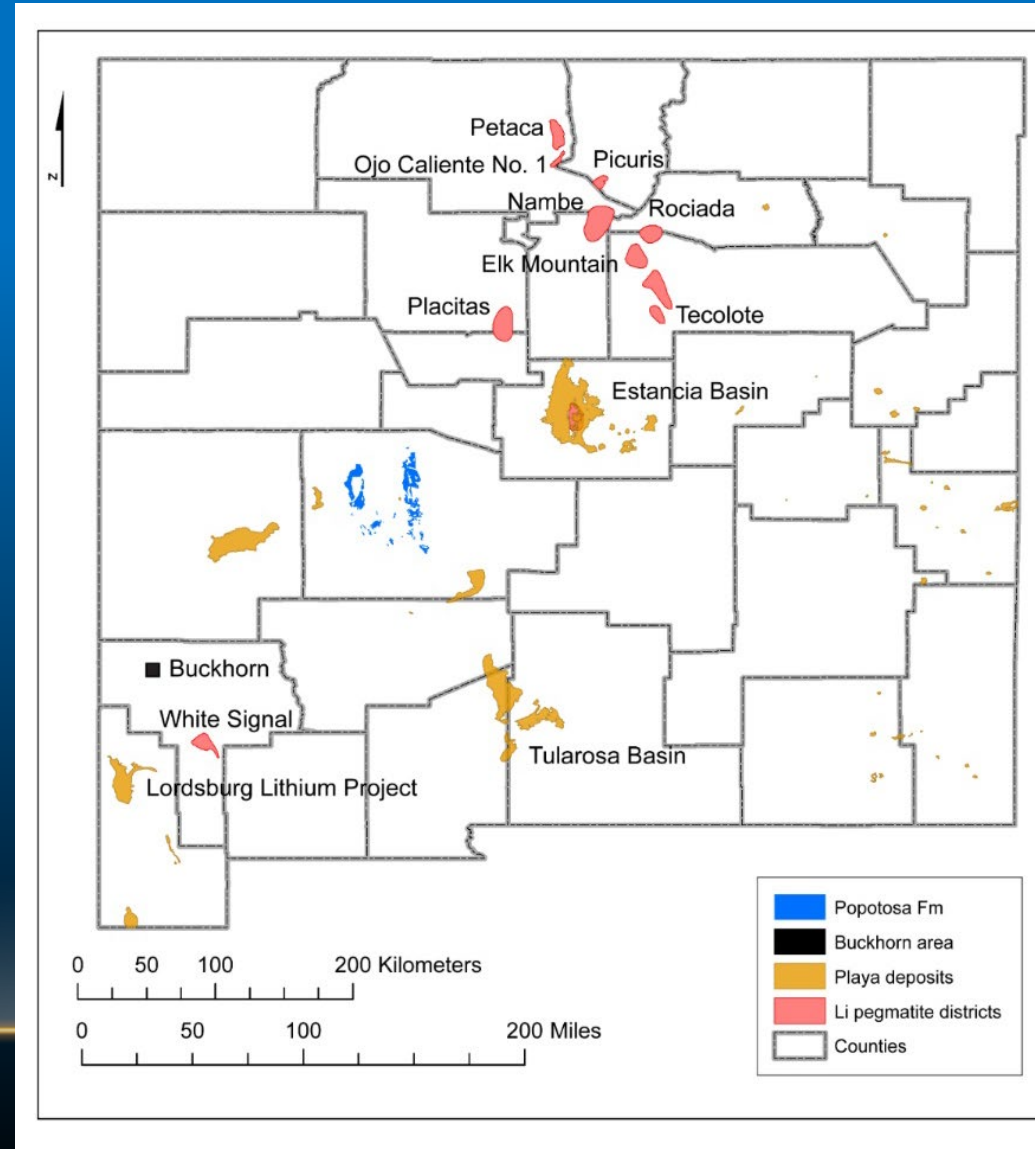 Petaca
Ojo Caliente No. 1
Picuris
Nambe
Rociada
Elk Mountain
Placitas
Tecolote
Estancia Basin
Buckhorn
White Signal
Tularosa Basin
Lordsburg Lithium Project
N
Popotosa Fm
Buckhorn area
Playa deposits
Li pegmatite districts
Counties
0 50 100 200 Kilometers
0 50 100 200 Miles